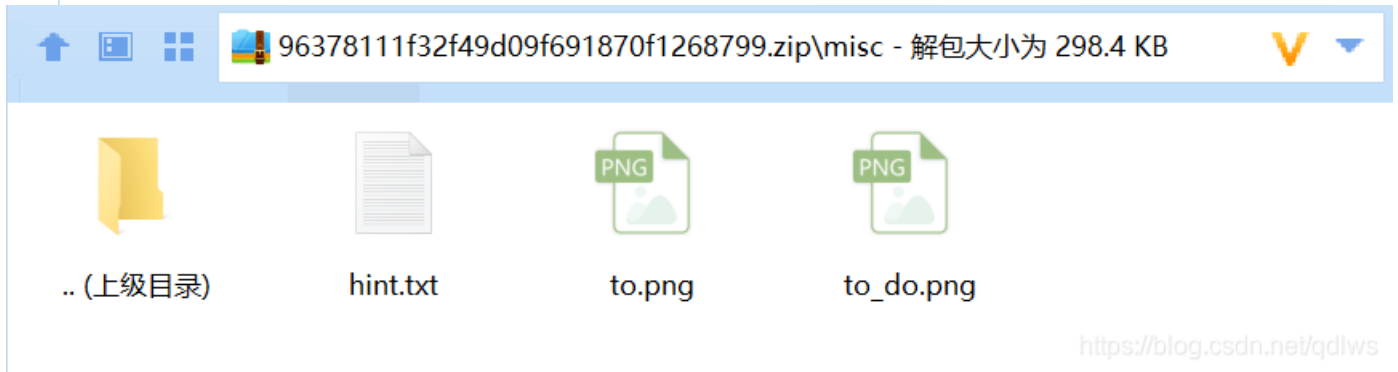 96378111f32f49d09f691870f1268799.zip\misc - 解包大小为 298.4 KB
PNG
PNG
.. (上级目录)
hint.txt
to.png
to_do.png
https://blog.csdn.net/qdlws